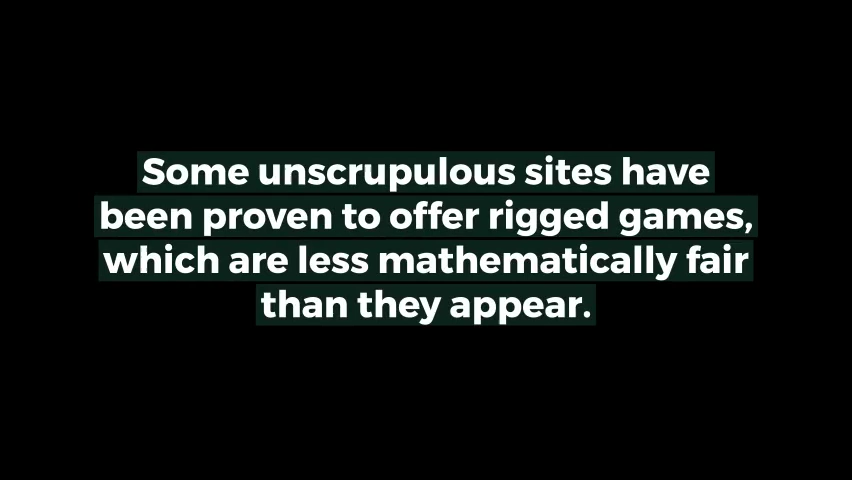 Some unscrupulous sites have
been proven to offer rigged games,
which are less mathematically fair
than they appear.